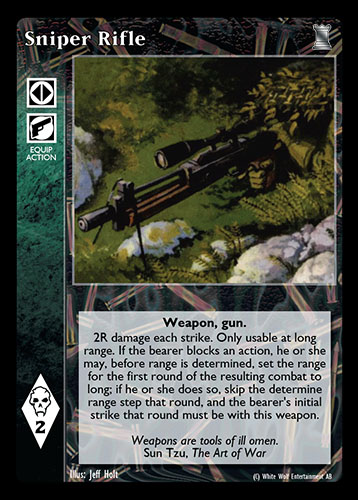 Sniper Rifle
EQUIP
ACTION
Weapon, gun.
2R damage each strike. Only usable at long
range. If the bearer blocks an action, he or she
may, before range is determined, set the range
for the first round of the resulting combat to
long; if he or she does so, skip the determine
range step that round, and the bearer's initial
strike that round must be with this weapon.
Weapons are tools of ill omen.
Sun Tzu, The Art of War
2
Illus: Jeff Holt
(C) White Wolf Entertainment AB